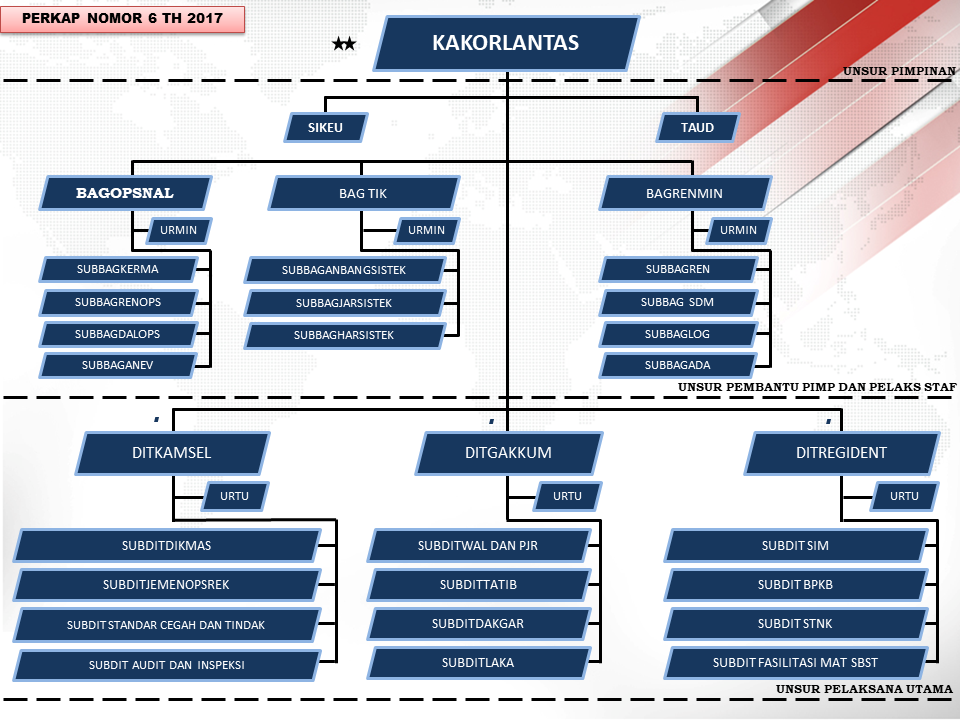 PERKAP NOMOR 6 TH 2017
KAKORLANTAS
UNSUR PIMPINAN
SIKEU
TAUD
BAGOPSNAL
BAG TIK
BAGRENMIN
URMIN
URMIN
URMIN
SUBBAGKERMA
SUBBAGANBANGSISTEK
SUBBAGREN
SUBBAGRENOPS
SUBBAGJARSISTEK
SUBBAG SDM
SUBBAGDALOPS
SUBBAGHARSISTEK
SUBBAGLOG
SUBBAGANEV
SUBBAGADA
UNSUR PEMBANTU PIMP DAN PELAKS STAF
DITKAMSEL
DITGAKKUM
DITREGIDENT
URTU
URTU
URTU
SUBDITDIKMAS
SUBDITWAL DAN PJR
SUBDIT SIM
SUBDITJEMENOPSREK
SUBDITTATIB
SUBDIT BPKB
SUBDIT STANDAR CEGAH DAN TINDAK
SUBDITDAKGAR
SUBDIT STNK
SUBDIT AUDIT DAN INSPEKSI
SUBDITLAKA
SUBDIT FASILITASI MAT SBST
UNSUR PELAKSANA UTAMA